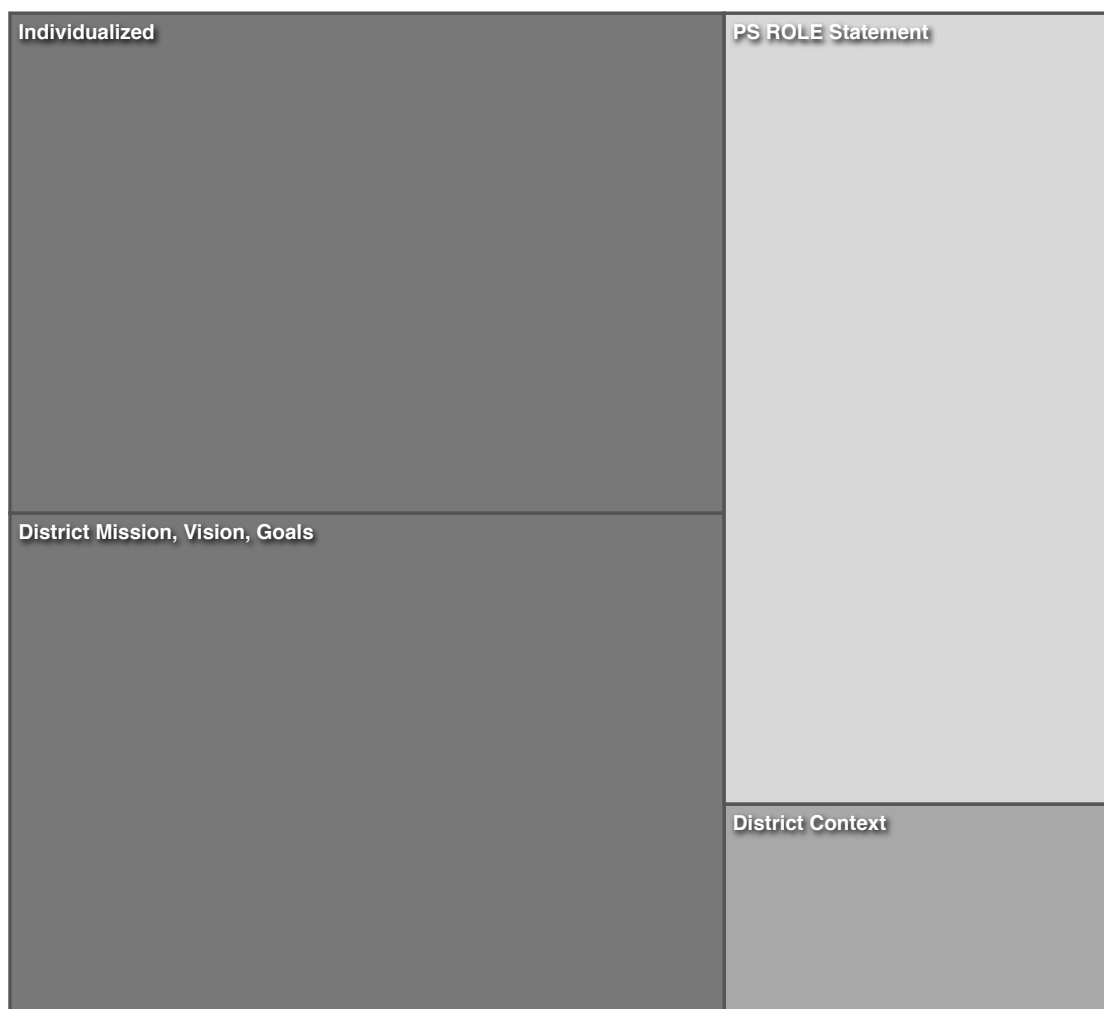 Individualized
PS ROLE Statement
District Mission, Vision, Goals
District Context